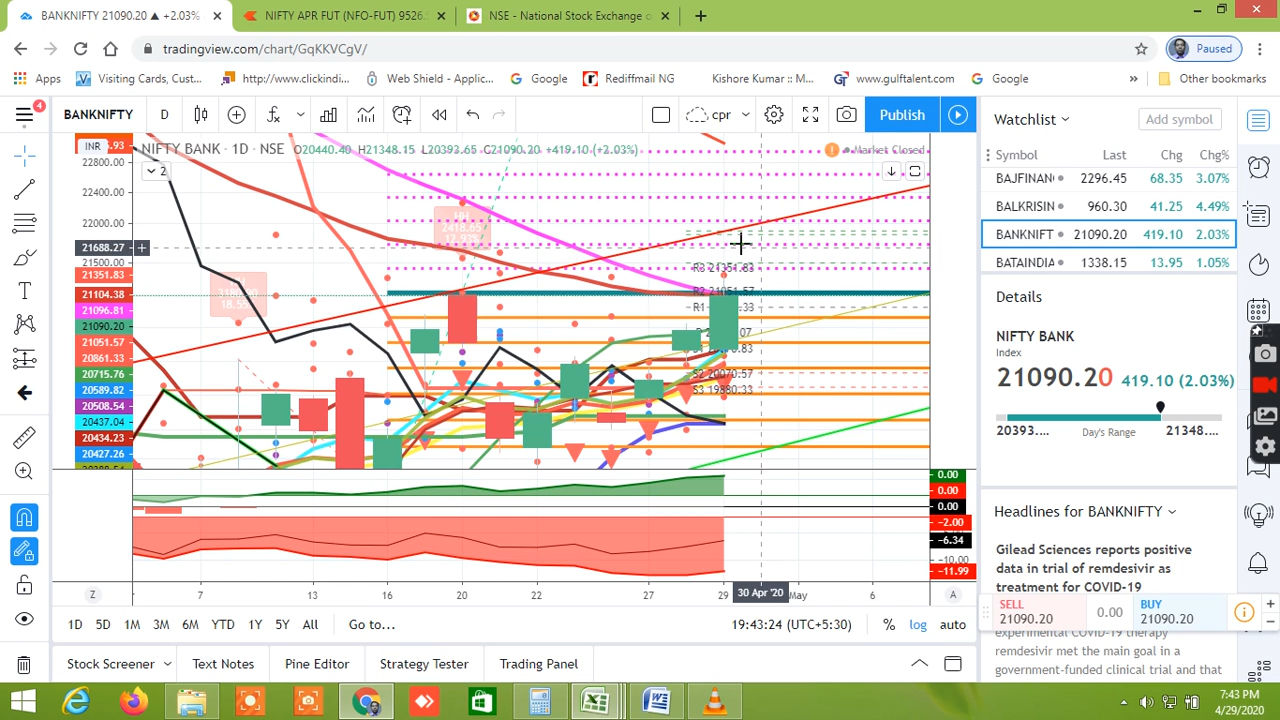 BANKNIFTY 21090.20 ▲ +2.03%
NIFTY APR FUT (NFO-FUT) 9526.
NSE - National Stock Exchange o
tradingview.com/chart/GqKKVCgV/
Paused
Apps
Visiting Cards, Cust...
http://www.clickindi...
Web Shield - Applic...
Google
Rediffmail NG
Kishore Kumar :: M...
www.gulftalent.com
Google
Other bookmarks
4
BANKNIFTY
D
cpr
Publish
Watchlist
Add symbol
INR
NIFTY BANK · 1D · NSE
O20440.40 H21348.15 L20393.65 C21090.20 +419.10 (+2.03%)
Market Closed
2
Symbol
Last
Chg
Chg%
BAJFINAN
2296.45
68.35
3.07%
BALKRISIN
960.30
41.25
4.49%
BANKNIFT
21090.20
419.10
2.03%
BATAINDIA
1338.15
13.95
1.05%
22800.00
22400.00
22000.00
21688.27
21500.00
21351.83
21104.38
21096.81
21090.20
21051.57
20861.33
20715.76
20589.82
20508.54
20437.04
20434.23
20427.26
HH
2418.65
R3 21351.83
R2 21051.57
S2 20070.57
S3 19880.33
0.00
0.00
0.00
−2.00
−6.34
−10.00
−11.99
Details
NIFTY BANK
Index
21090.20 419.10 (2.03%)
20393....
Day's Range
21348....
Headlines for BANKNIFTY
Gilead Sciences reports positive
data in trial of remdesivir as
treatment for COVID-19
SELL
21090.20
0.00
BUY
21090.20
experimental COVID-19 therapy
remdesivir met the main goal in a
government-funded clinical trial and that
Z
7
13
16
20
22
27
29
30 Apr '20
May
6
A
1D
5D
1M
3M
6M
YTD
1Y
5Y
All
Go to...
19:43:24 (UTC+5:30)
%
log
auto
Stock Screener
Text Notes
Pine Editor
Strategy Tester
Trading Panel
7:43 PM
4/29/2020